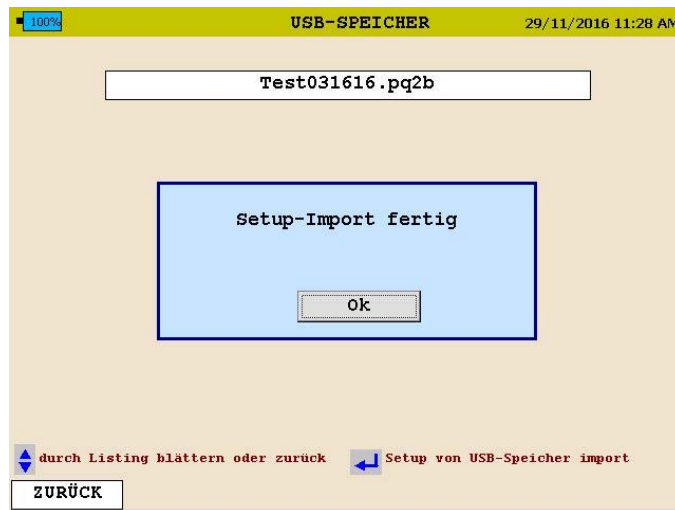 100% USB-SPEICHER 29/11/2016 11:28 AM
Test031616.pq2b
Setup-Import fertig
Ok
durch Listing blättern oder zurück Setup von USB-Speicher import
ZURÜCK